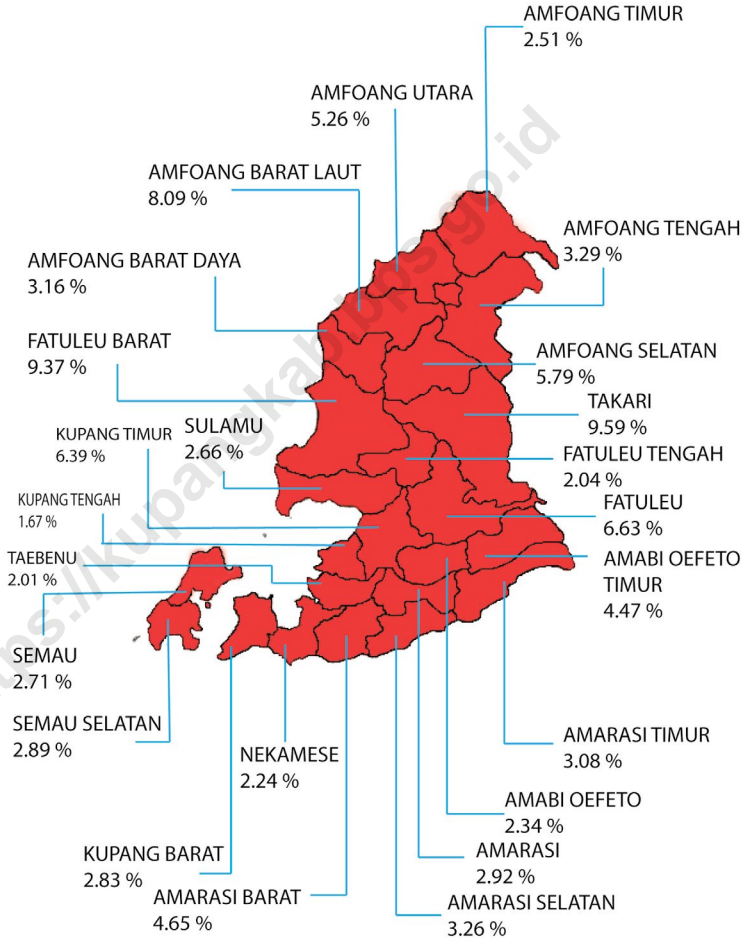 AMFOANG TIMUR
2.51 %
AMFOANG UTARA
5.26 %
AMFOANG BARAT LAUT
8.09 %
AMFOANG TENGAH
3.29 %
AMFOANG BARAT DAYA
3.16 %
FATULEU BARAT
9.37 %
AMFOANG SELATAN
5.79 %
TAKARI
9.59 %
SULAMU
2.66 %
KUPANG TIMUR
6.39 %
FATULEU TENGAH
2.04 %
KUPANG TENGAH
1.67 %
FATULEU
6.63 %
TAEBENU
2.01 %
AMABI OEFETO
TIMUR
4.47 %
SEMAU
2.71 %
SEMAU SELATAN
2.89 %
NEKAMESE
2.24 %
AMARASI TIMUR
3.08 %
AMABI OEFETO
2.34 %
KUPANG BARAT
2.83 %
AMARASI
2.92 %
AMARASI BARAT
4.65 %
AMARASI SELATAN
3.26 %
tps://kupangkab.bps.go.id